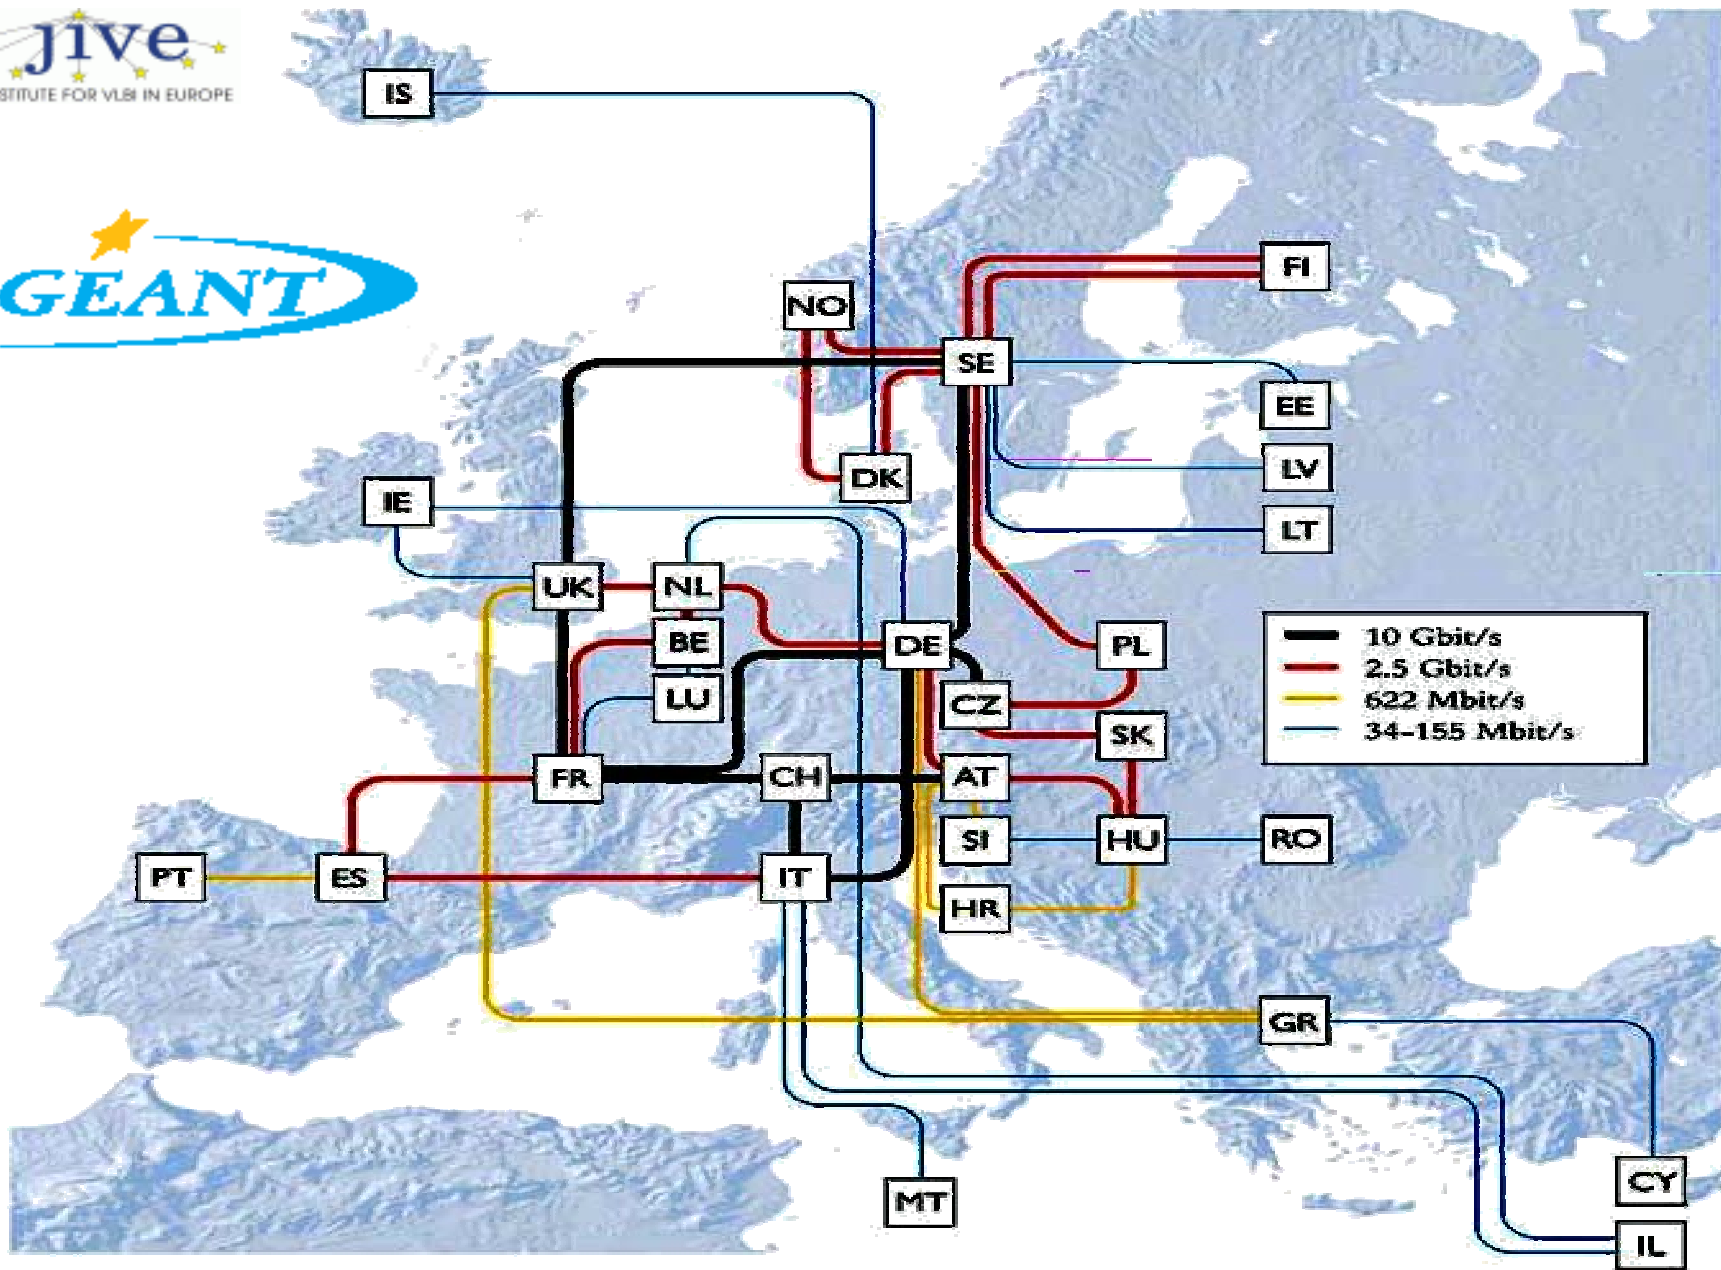 jive
STITUTE FOR VLBI IN EUROPE
IS
GEANT
FI
NO
SE
EE
LV
DK
IE
LT
UK
NL
BE
DE
PL
10 Gbit/s
2.5 Gbit/s
622 Mbit/s
34-155 Mbit/s
LU
CZ
SK
FR
CH
AT
SI
HU
RO
PT
ES
IT
HR
GR
CY
MT
IL